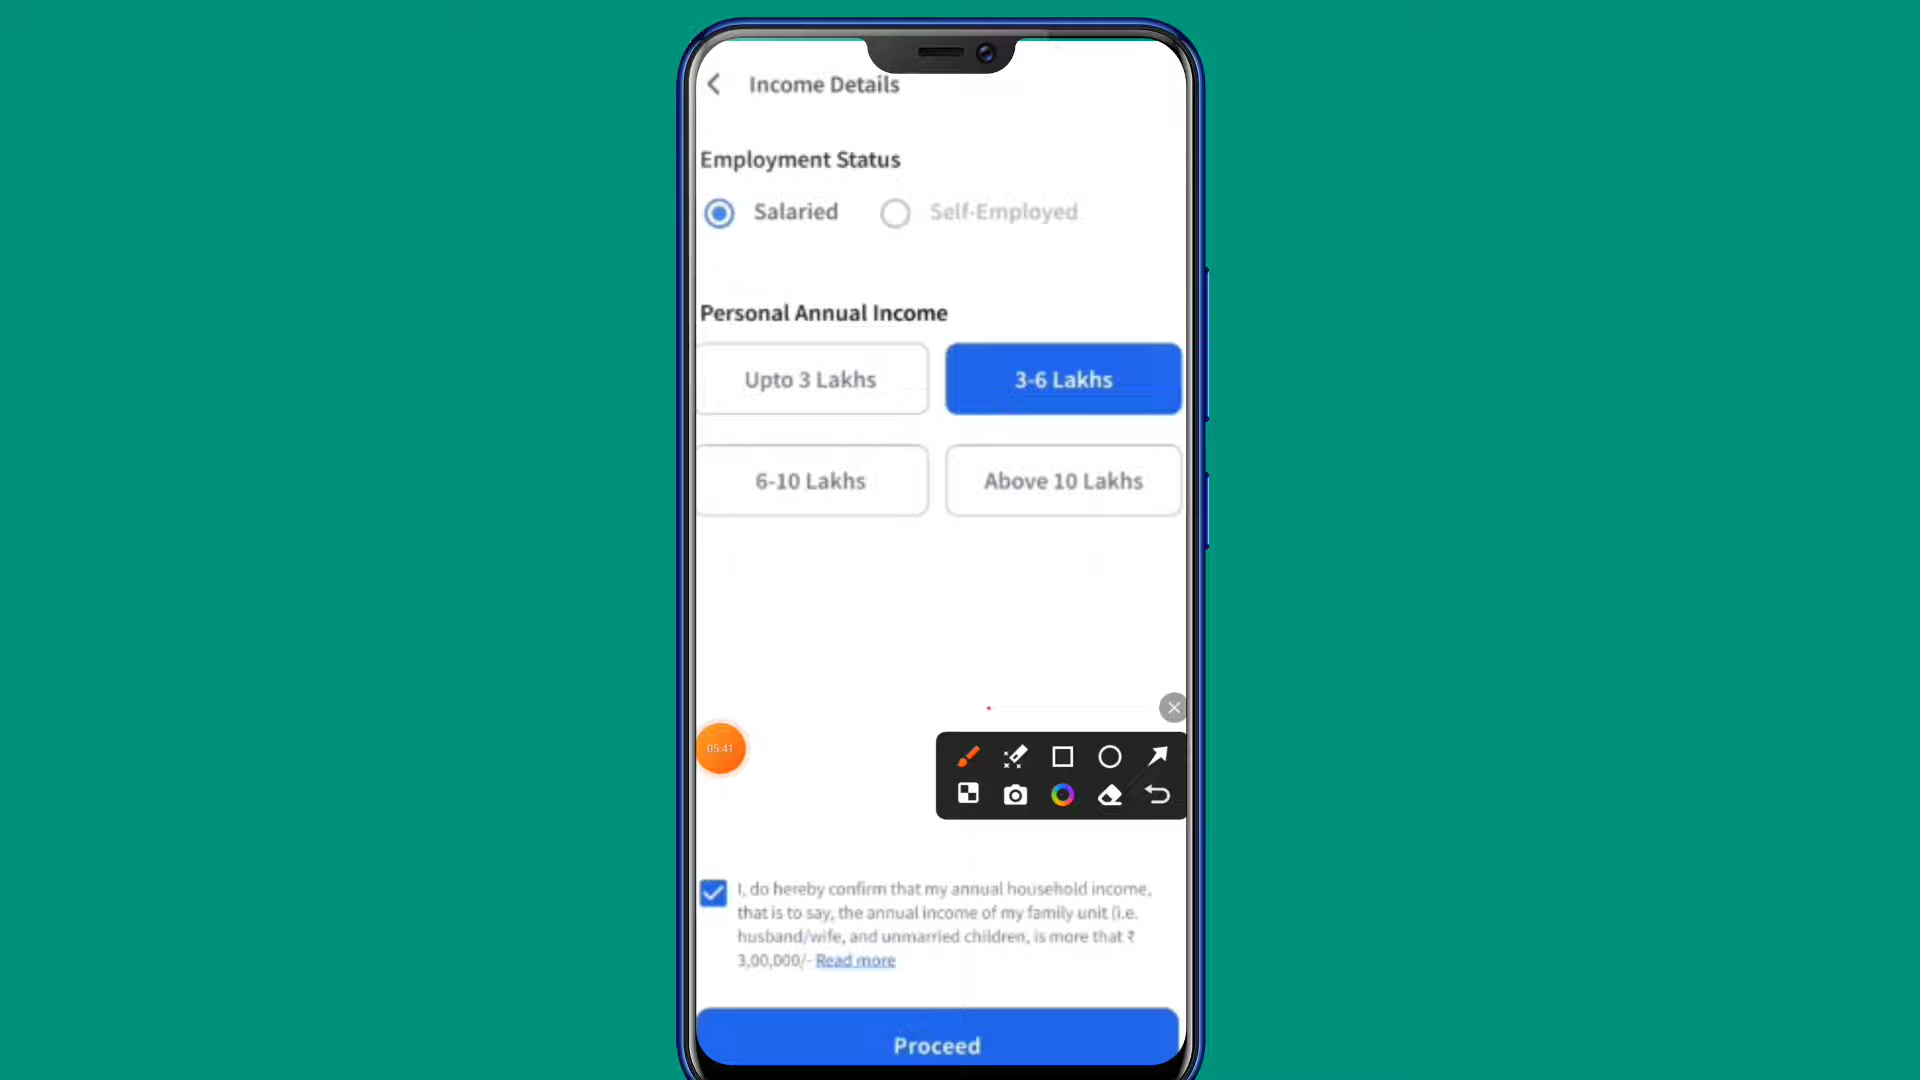 Income Details
Employment Status
Salaried
Self-Employed
Personal Annual Income
Upto 3 Lakhs
3-6 Lakhs
6-10 Lakhs
Above 10 Lakhs
05:41
I, do hereby confirm that my annual household income,
that is to say, the annual income of my family unit (i.e.
husband/wife, and unmarried children, is more that ₹
3,00,000/- Read more
Proceed